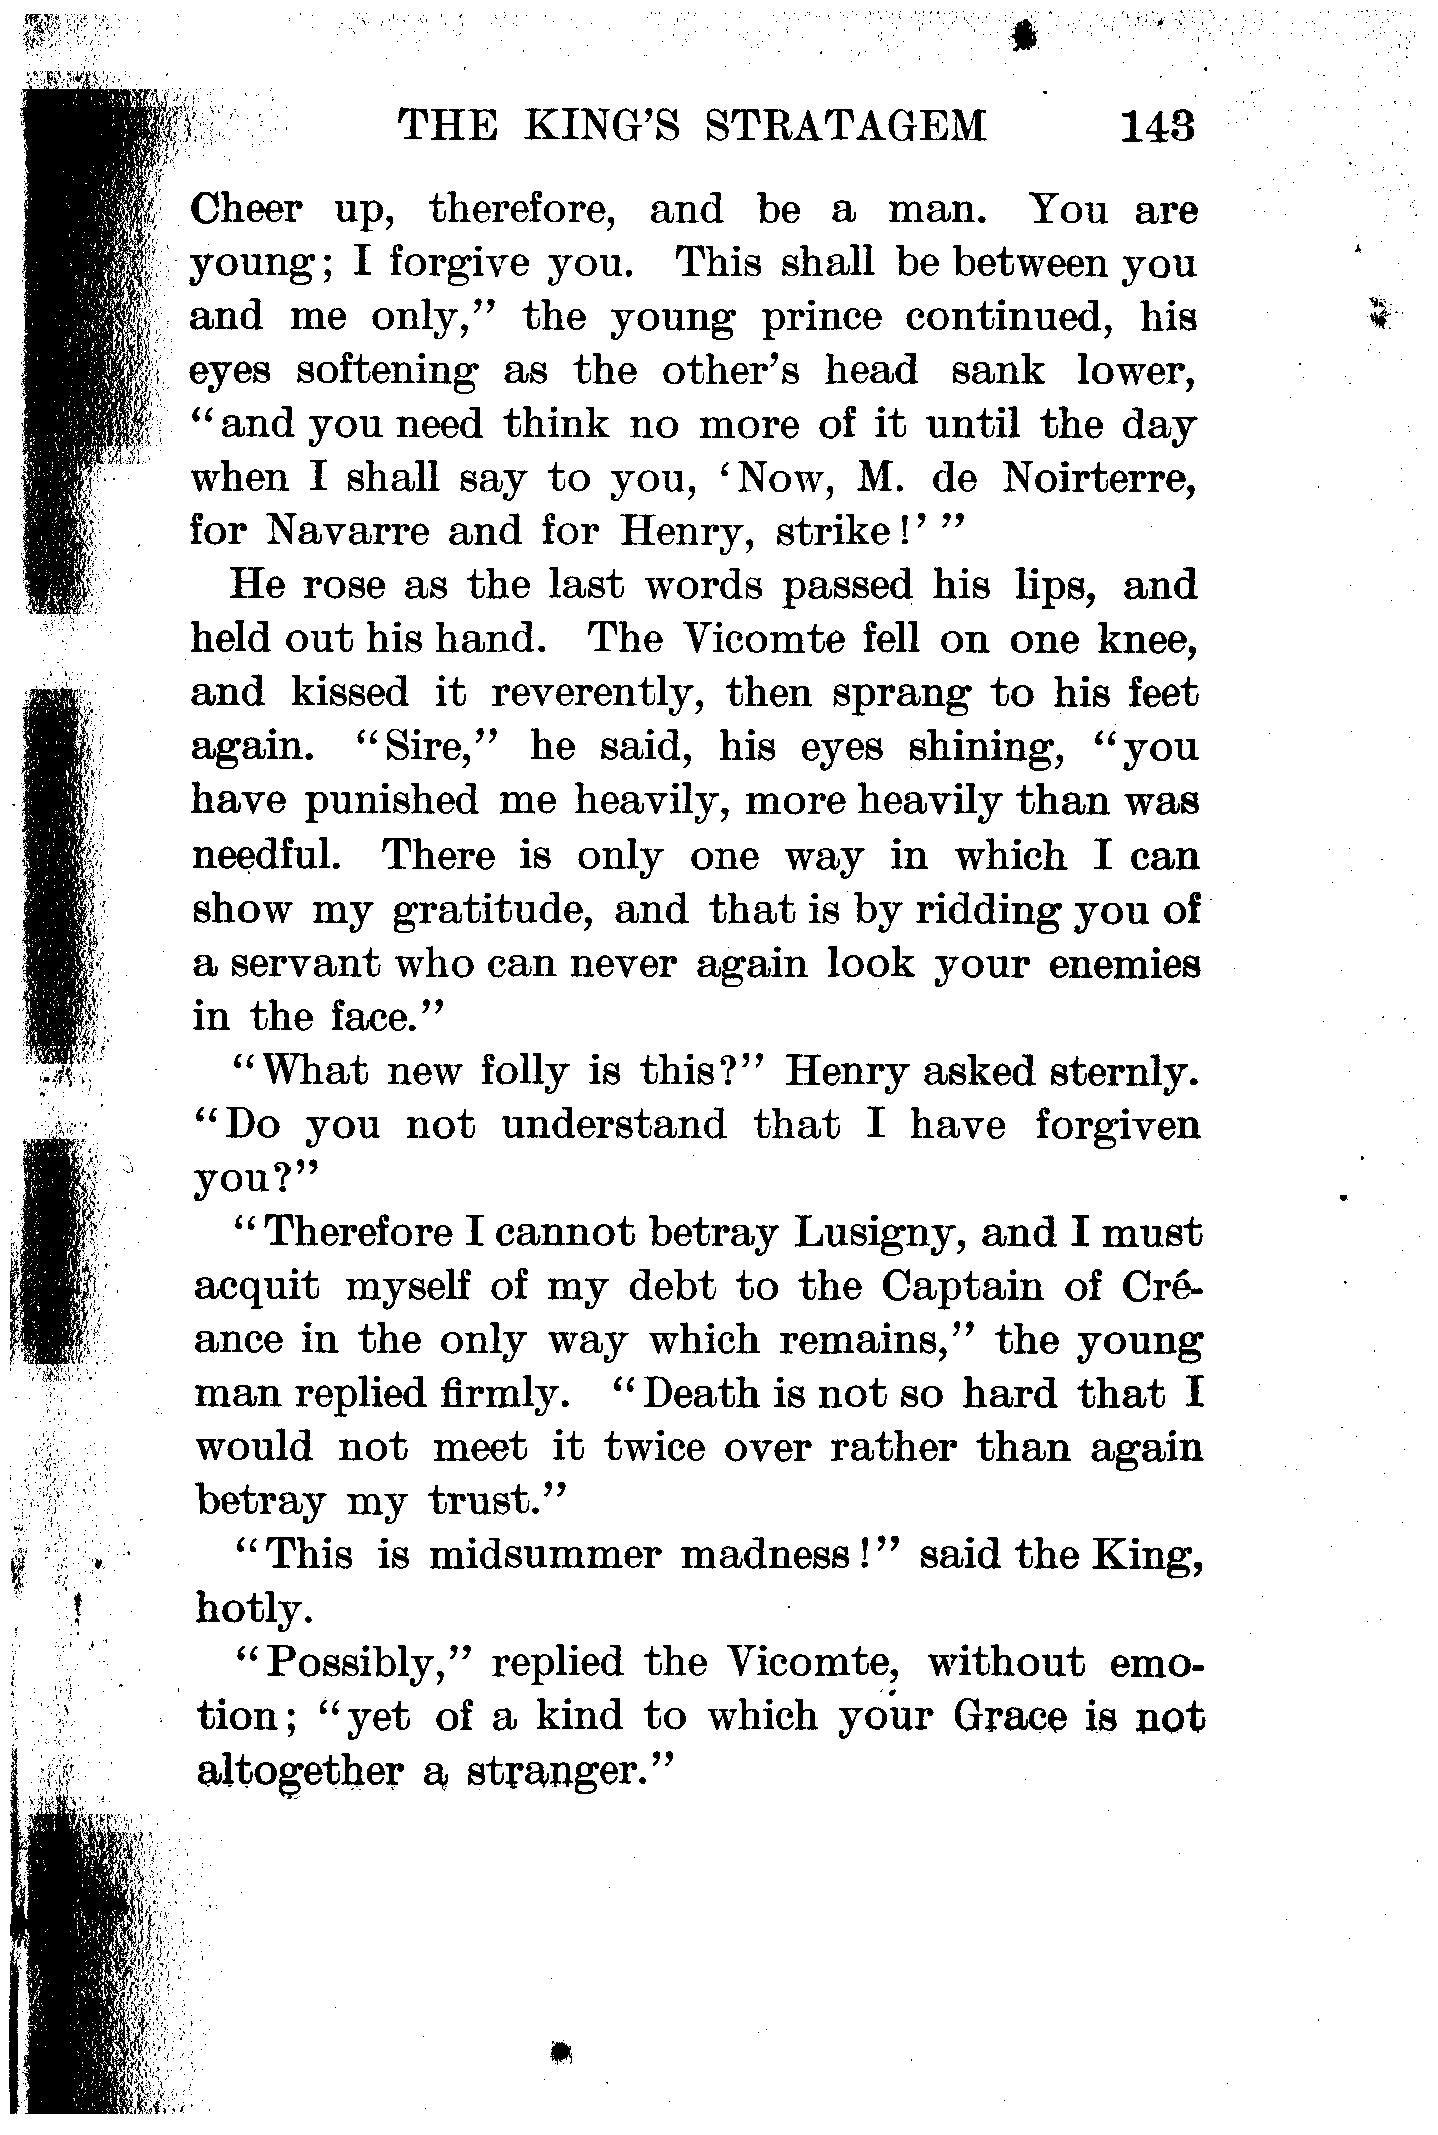 THE KING'S STRATAGEM 143
Cheer up, therefore, and be a man. You are
young; I forgive you. This shall be between you
and me only," the young prince continued, his
eyes softening as the other's head sank lower,
"and you need think no more of it until the day
when I shall say to you, 'Now, M. de Noirterre,
for Navarre and for Henry, strike!'"
He rose as the last words passed his lips, and
held out his hand. The Vicomte fell on one knee,
and kissed it reverently, then sprang to his feet
again. "Sire," he said, his eyes shining, "you
have punished me heavily, more heavily than was
needful. There is only one way in which I can
show my gratitude, and that is by ridding you of
a servant who can never again look your enemies
in the face."
"What new folly is this?" Henry asked sternly.
"Do you not understand that I have forgiven
you?"
"Therefore I cannot betray Lusigny, and I must
acquit myself of my debt to the Captain of Cré-
ance in the only way which remains," the young
man replied firmly. "Death is not so hard that I
would not meet it twice over rather than again
betray my trust."
"This is midsummer madness!" said the King,
hotly.
"Possibly," replied the Vicomte, without emo-
tion; "yet of a kind to which your Grace is not
altogether a stranger."